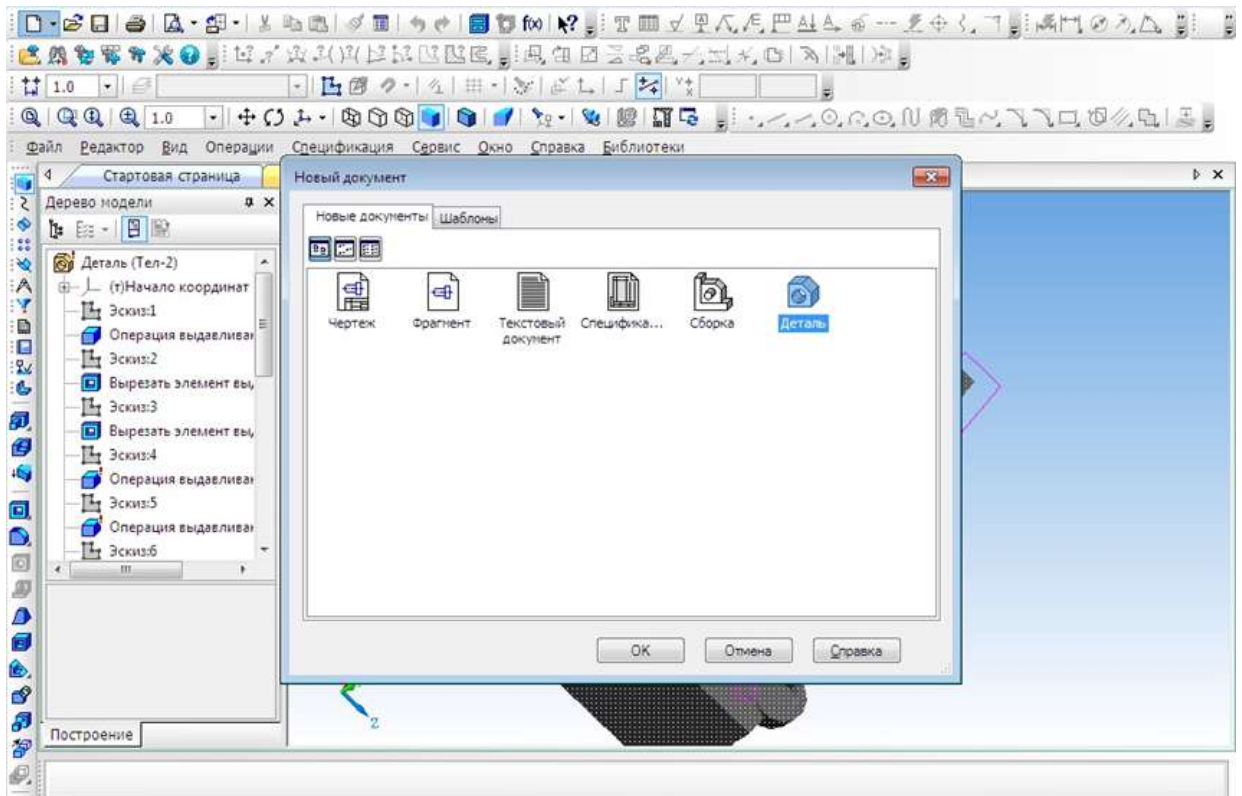 1.0
1.0
Файл Редактор Вид Операции Спецификация Сервис Окно Справка Библиотеки
Стартовая страница
Дерево модели
Деталь (Тел-2)
(т)Начало координат
Эскиз:1
Операция выдавливан
Эскиз:2
Вырезать элемент выд
Эскиз:3
Вырезать элемент выд
Эскиз:4
Операция выдавливан
Эскиз:5
Операция выдавливан
Эскиз:6
Построение
Новый документ
Новые документы Шаблоны
Чертеж Фрагмент Текстовый документ Специфика... Сборка Деталь
OK Отмена Справка
Z